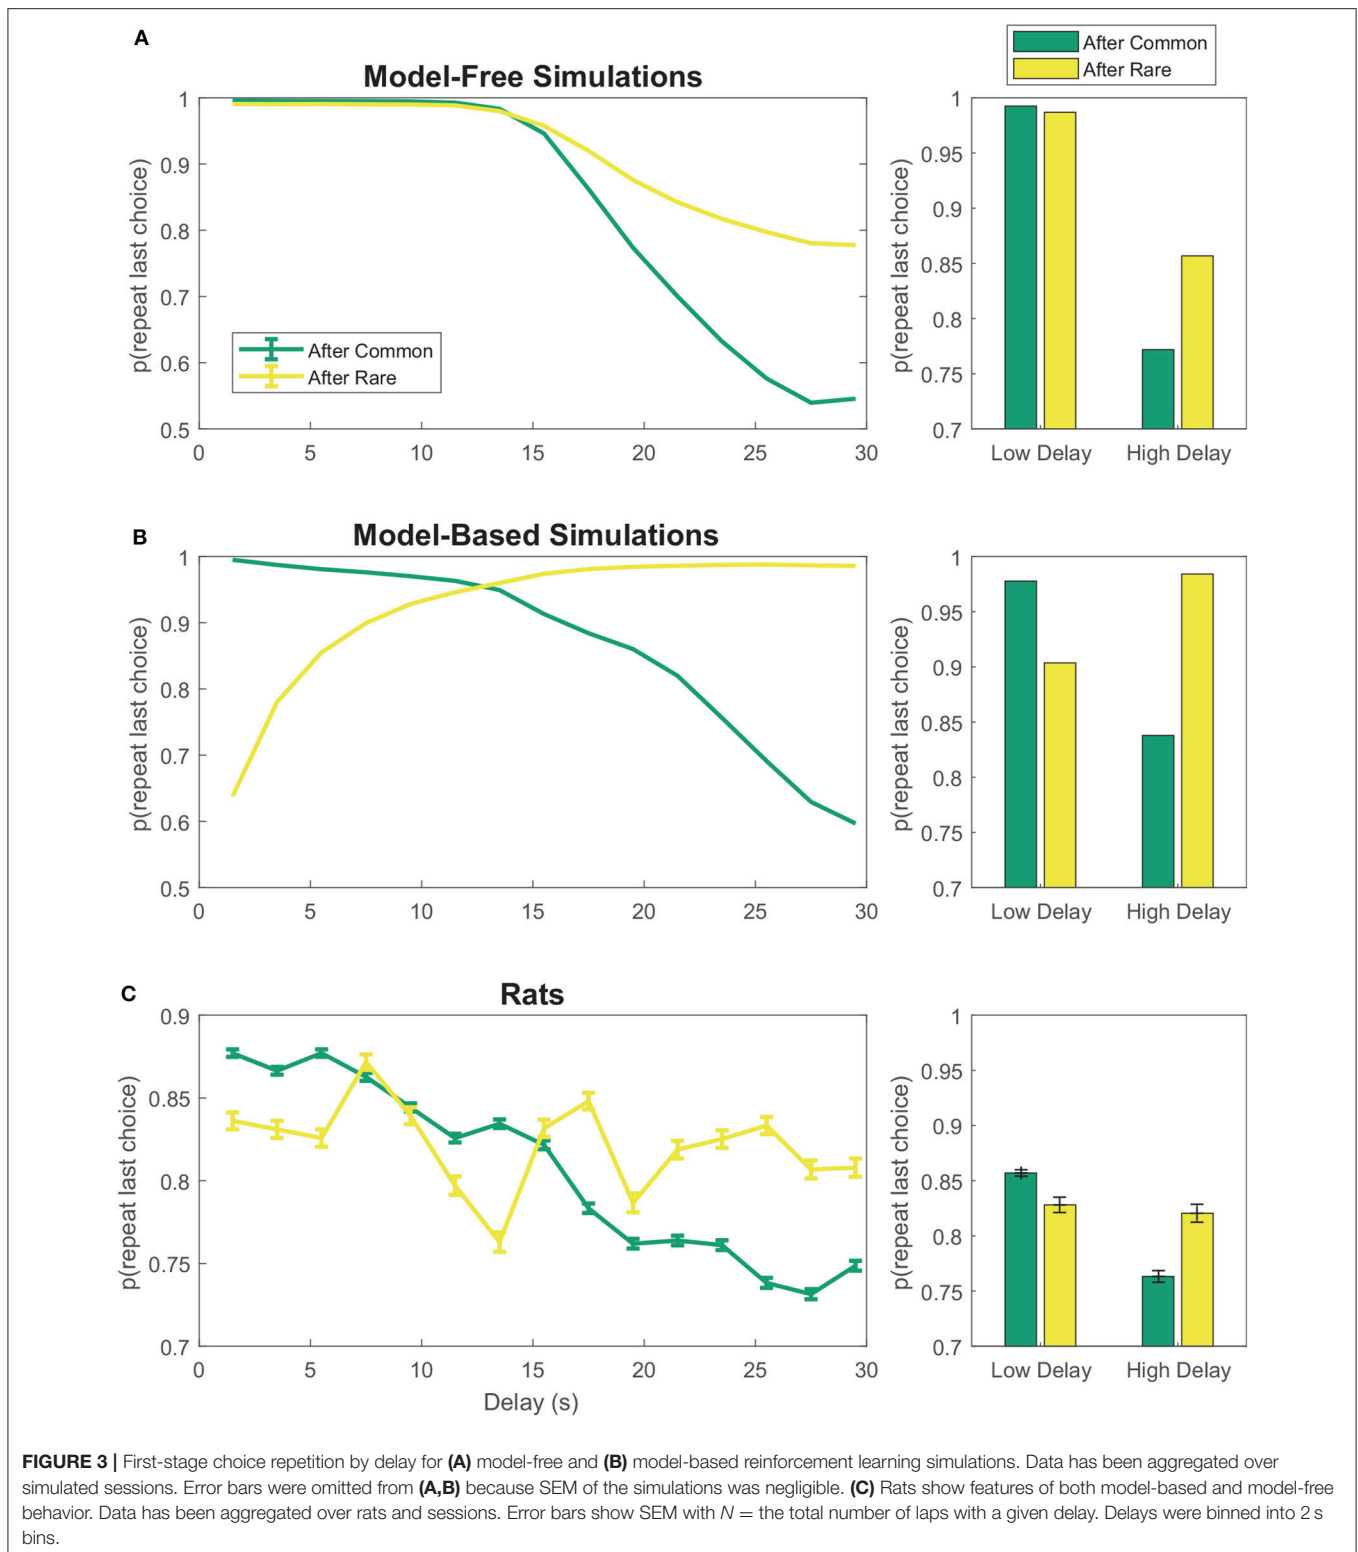 A
Model-Free Simulations
After Common
After Rare
p(repeat last choice)
1
0.9
0.8
0.7
0.6
0.5
After Common
After Rare
0 5 10 15 20 25 30
p(repeat last choice)
1
0.95
0.9
0.85
0.8
0.75
0.7
Low Delay High Delay
B
Model-Based Simulations
p(repeat last choice)
1
0.9
0.8
0.7
0.6
0.5
0 5 10 15 20 25 30
p(repeat last choice)
1
0.95
0.9
0.85
0.8
0.75
0.7
Low Delay High Delay
C
Rats
p(repeat last choice)
0.9
0.85
0.8
0.75
0.7
0 5 10 15 20 25 30
Delay (s)
p(repeat last choice)
1
0.95
0.9
0.85
0.8
0.75
0.7
Low Delay High Delay
FIGURE 3 | First-stage choice repetition by delay for (A) model-free and (B) model-based reinforcement learning simulations. Data has been aggregated over
simulated sessions. Error bars were omitted from (A,B) because SEM of the simulations was negligible. (C) Rats show features of both model-based and model-free
behavior. Data has been aggregated over rats and sessions. Error bars show SEM with N = the total number of laps with a given delay. Delays were binned into 2 s
bins.